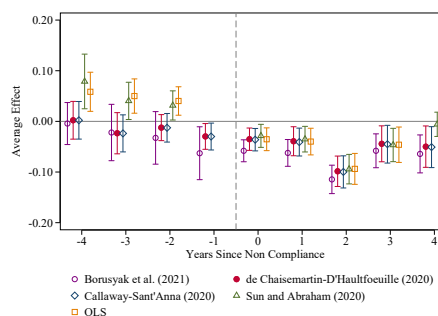 0.20
0.10
0.00
-0.10
-0.20
Average Effect
-4 -3 -2 -1 0 1 2 3 4
Years Since Non Compliance
Borusyak et al. (2021) de Chaisemartin-D'Haultfoeuille (2020)
Callaway-Sant'Anna (2020) Sun and Abraham (2020)
OLS